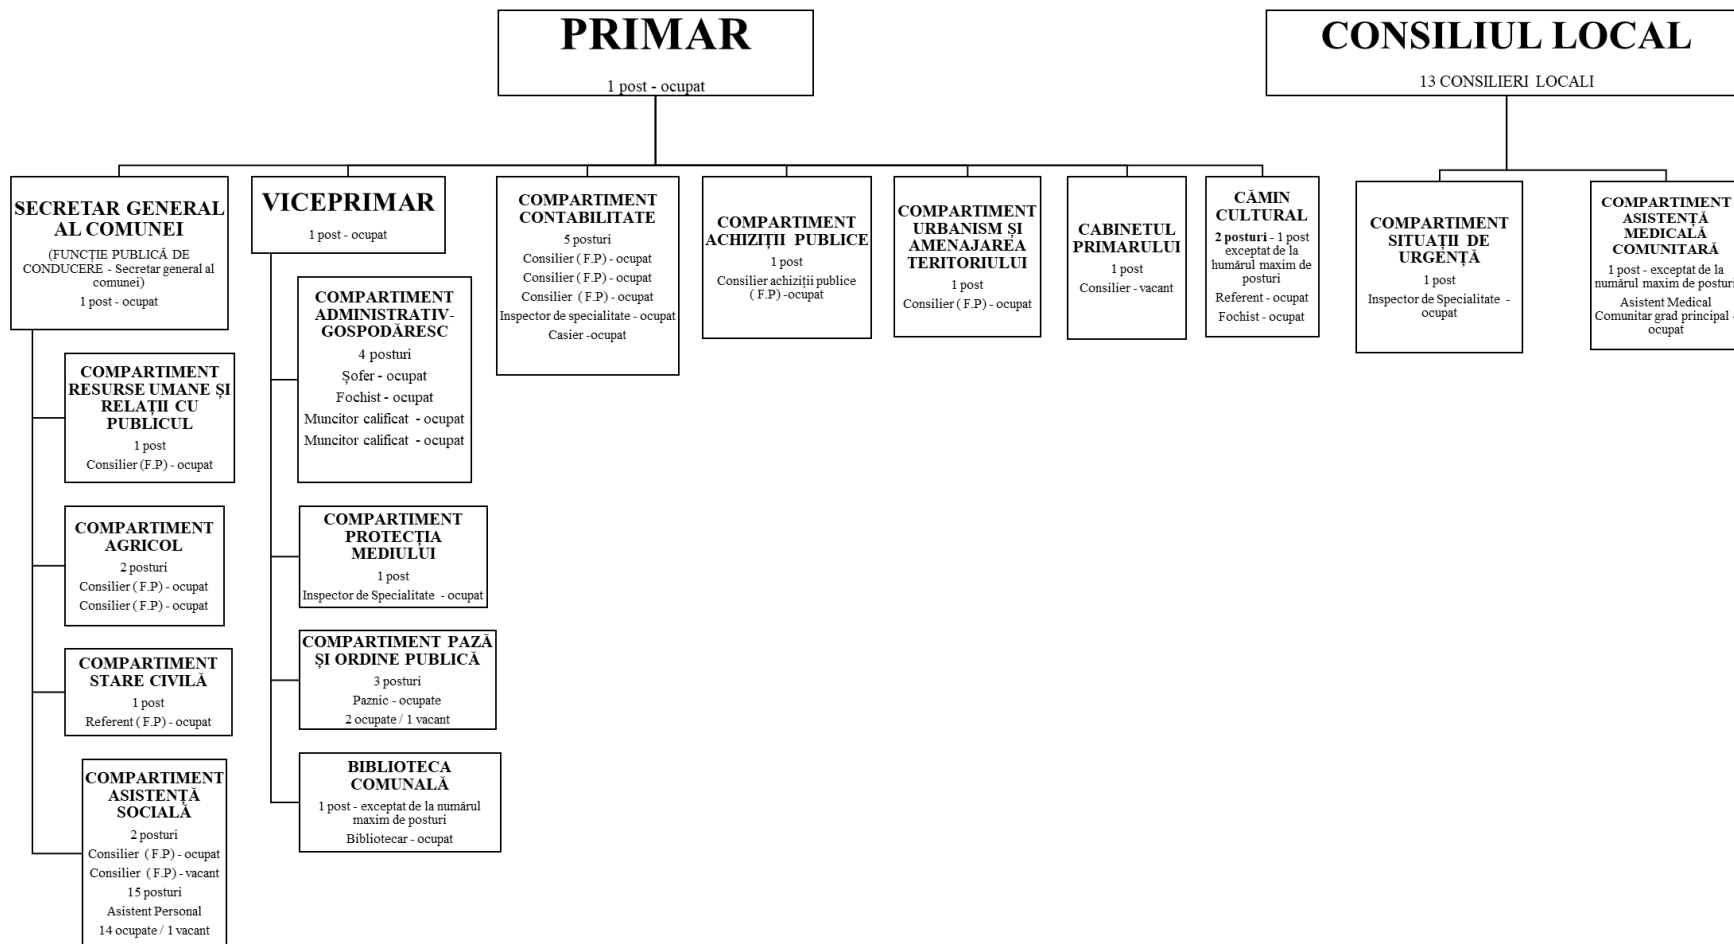 PRIMAR
1 post - ocupat
CONSILIUL LOCAL
13 CONSILIERI LOCALI
SECRETAR GENERAL
AL COMUNEI
(FUNCȚIE PUBLICĂ DE
CONDUCERE - Secretar general al
comunei)
1 post - ocupat
COMPARTIMENT
RESURSE UMANE ȘI
RELAȚII CU
PUBLICUL
1 post
Consilier (F.P) - ocupat
COMPARTIMENT
AGRICOL
2 posturi
Consilier ( F.P) - ocupat
Consilier ( F.P) - ocupat
COMPARTIMENT
STARE CIVILĂ
1 post
Referent ( F.P) - ocupat
COMPARTIMENT
ASISTENȚĂ
SOCIALĂ
2 posturi
Consilier ( F.P) - ocupat
Consilier ( F.P) - vacant
15 posturi
Asistent Personal
14 ocupate / 1 vacant
VICEPRIMAR
1 post - ocupat
COMPARTIMENT
ADMINISTRATIV-
GOSPODĂRESC
4 posturi
Șofer - ocupat
Fochist - ocupat
Muncitor calificat - ocupat
Muncitor calificat - ocupat
COMPARTIMENT
PROTECȚIA
MEDIULUI
1 post
Inspector de Specialitate - ocupat
COMPARTIMENT PAZĂ
ȘI ORDINE PUBLICĂ
3 posturi
Paznic - ocupate
2 ocupate / 1 vacant
BIBLIOTECA
COMUNALĂ
1 post - exceptat de la numărul
maxim de posturi
Bibliotecar - ocupat
COMPARTIMENT
CONTABILITATE
5 posturi
Consilier ( F.P) - ocupat
Consilier ( F.P) - ocupat
Consilier ( F.P) - ocupat
Inspector de specialitate - ocupat
Casier -ocupat
COMPARTIMENT
ACHIZIȚII PUBLICE
1 post
Consilier achiziții publice
( F.P) -ocupat
COMPARTIMENT
URBANISM ȘI
AMENAJAREA
TERITORIULUI
1 post
Consilier (F.P) - ocupat
CABINETUL
PRIMARULUI
1 post
Consilier - vacant
CĂMIN
CULTURAL
2 posturi - 1 post
exceptat de la
humărul maxim de
posturi
Referent - ocupat
Fochist - ocupat
COMPARTIMENT
SITUAȚII DE
URGENȚĂ
1 post
Inspector de Specialitate -
ocupat
COMPARTIMENT
ASISTENȚĂ
MEDICALĂ
COMUNITARĂ
1 post - exceptat de la
numărul maxim de posturi
Asistent Medical
Comunitar grad principal -
ocupat